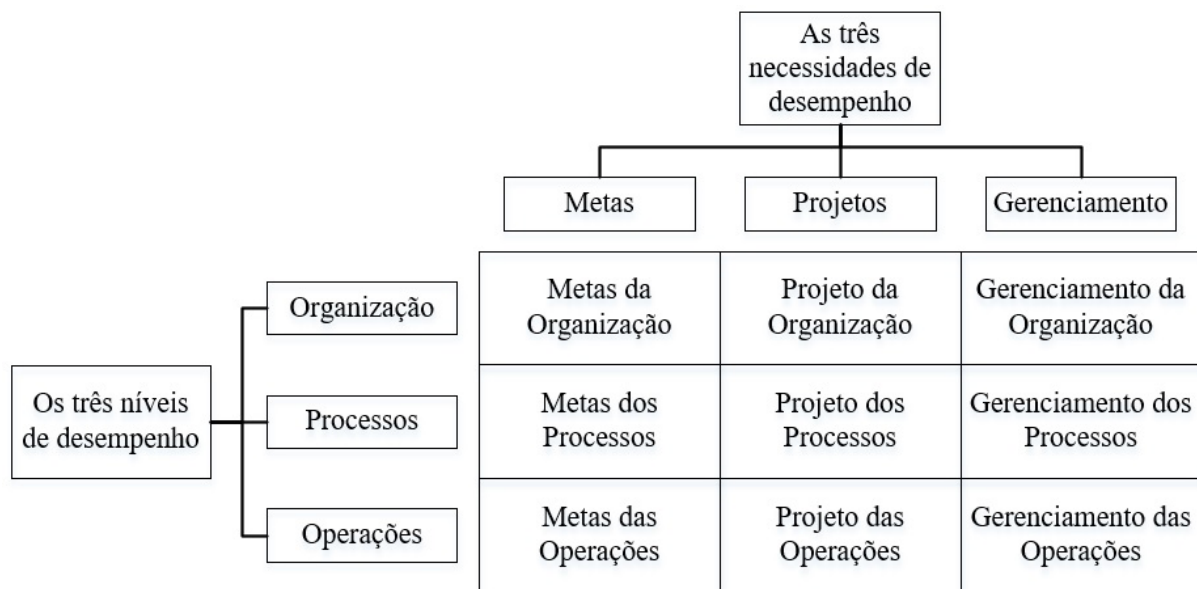 As três
necessidades de
desempenho
Metas
Projetos
Gerenciamento
Os três níveis
de desempenho
Organização
Metas da
Organização
Projeto da
Organização
Gerenciamento da
Organização
Processos
Metas dos
Processos
Projeto dos
Processos
Gerenciamento dos
Processos
Operações
Metas das
Operações
Projeto das
Operações
Gerenciamento das
Operações